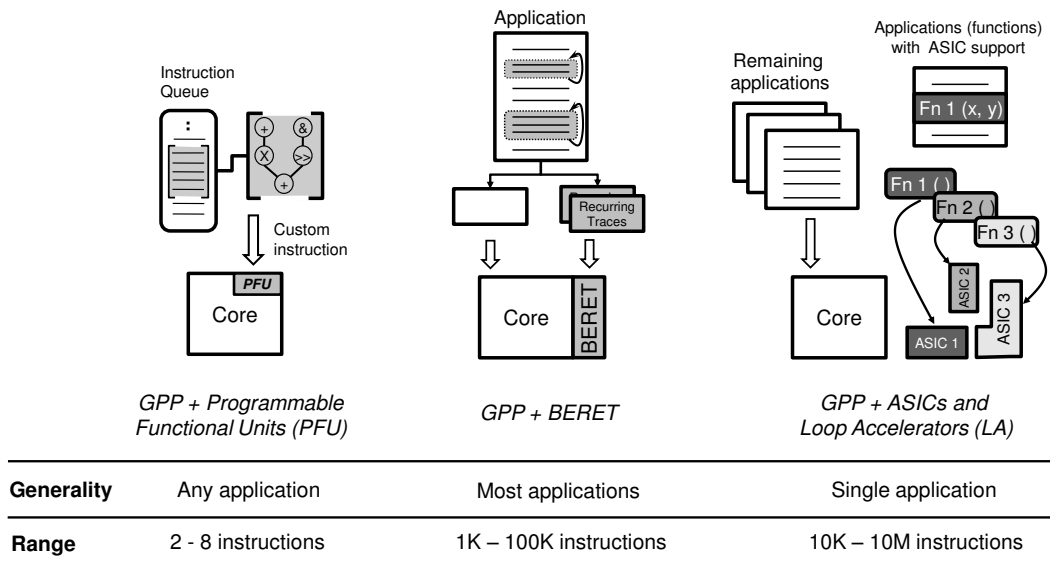 Instruction
Queue
:
+
&
X
>>
+
Custom
instruction
PFU
Core
GPP + Programmable
Functional Units (PFU)
Application
Recurring
Traces
Core
BERET
GPP + BERET
Remaining
applications
Applications (functions)
with ASIC support
Fn 1 (x, y)
Fn 1 ( )
Fn 2 ( )
Fn 3 ( )
Core
ASIC 1
ASIC 2
ASIC 3
GPP + ASICs and
Loop Accelerators (LA)
Generality Any application Most applications Single application
Range 2 - 8 instructions 1K – 100K instructions 10K – 10M instructions